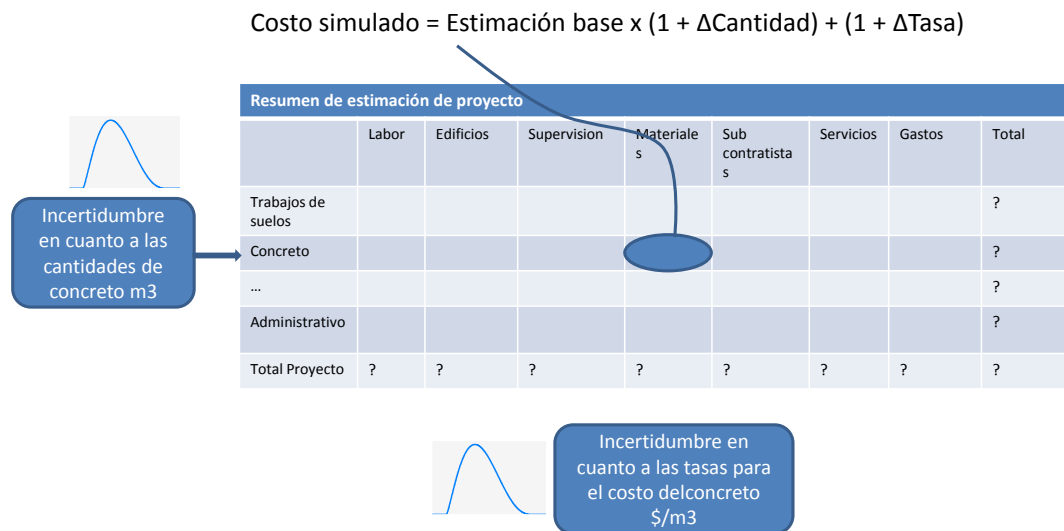 Costo simulado = Estimación base x (1 + ΔCantidad) + (1 + ΔTasa)
Resumen de estimación de proyecto
Labor Edificios Supervision Materiale Sub Servicios Gastos Total
s contratista
s
Trabajos de ?
suelos
Concreto ?
... ?
Administrativo ?
Total Proyecto ? ? ? ? ? ? ? ?
Incertidumbre
en cuanto a las
cantidades de
concreto m3
Incertidumbre en
cuanto a las tasas para
el costo delconcreto
$/m3